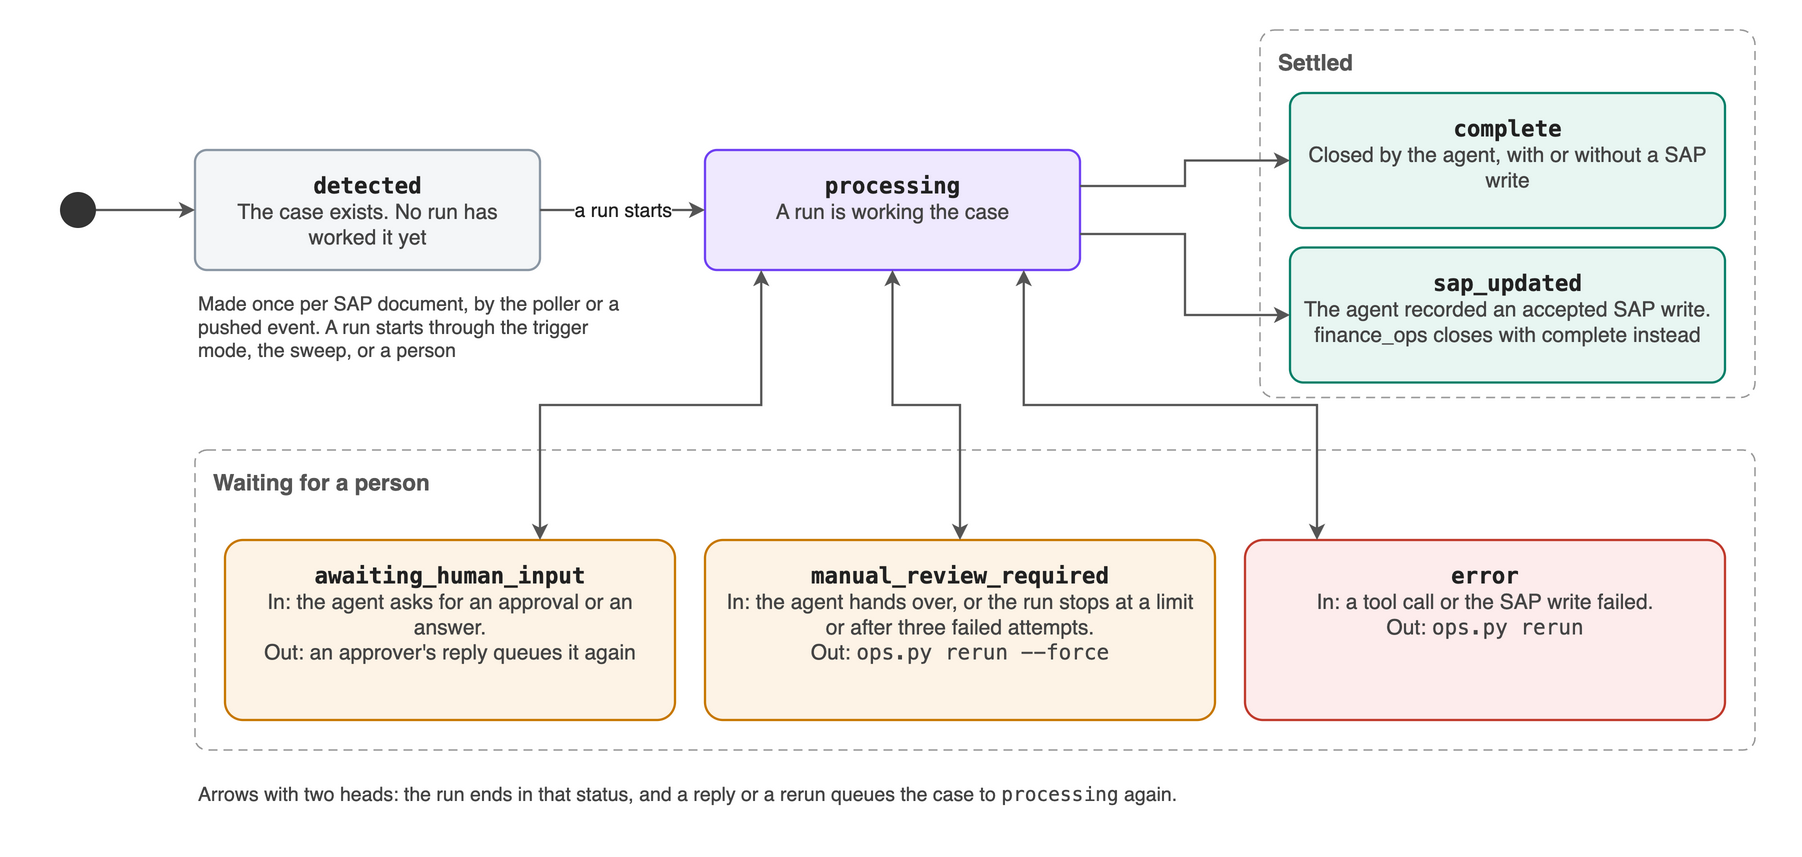 Settled
complete
Closed by the agent, with or without a SAP
write
detected
The case exists. No run has
worked it yet
a run starts
processing
A run is working the case
sap_updated
The agent recorded an accepted SAP write.
finance_ops closes with complete instead
Made once per SAP document, by the poller or a
pushed event. A run starts through the trigger
mode, the sweep, or a person
Waiting for a person
awaiting_human_input
In: the agent asks for an approval or an
answer.
Out: an approver's reply queues it again
manual_review_required
In: the agent hands over, or the run stops at a limit
or after three failed attempts.
Out: ops.py rerun --force
error
In: a tool call or the SAP write failed.
Out: ops.py rerun
Arrows with two heads: the run ends in that status, and a reply or a rerun queues the case to processing again.